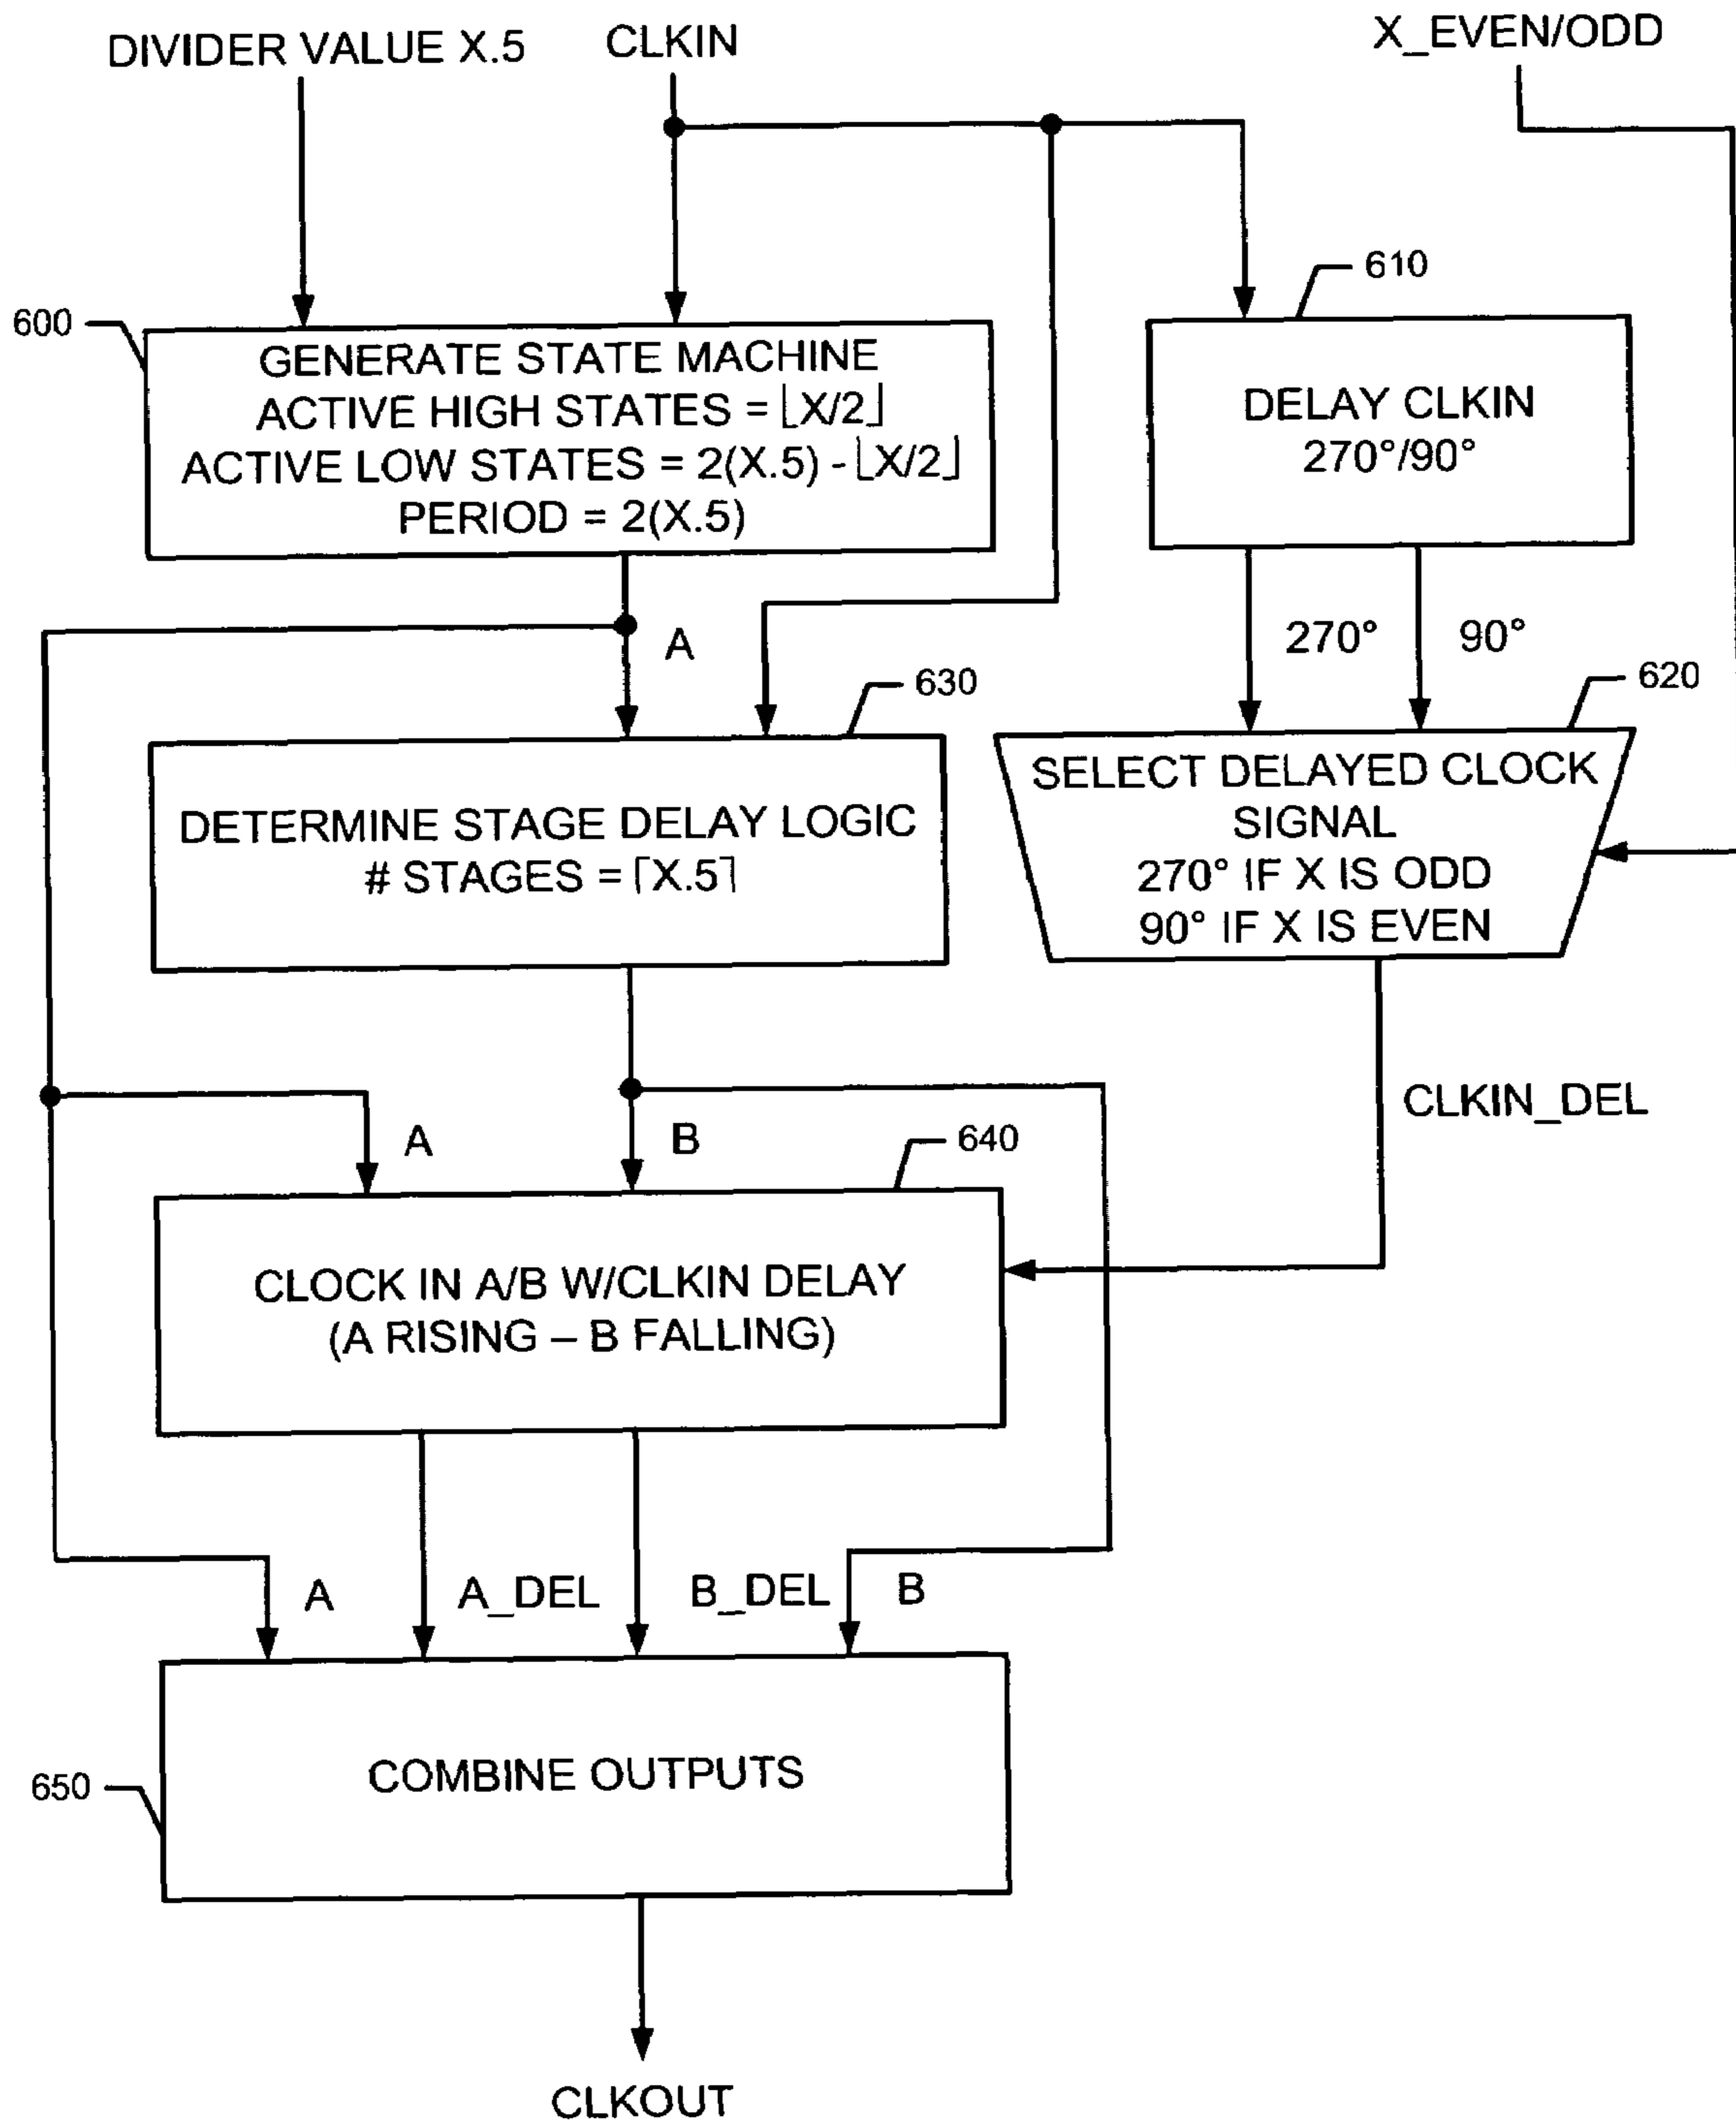 DIVIDER VALUE X.5
CLKIN
X_EVEN/ODD
600
GENERATE STATE MACHINE
ACTIVE HIGH STATES = ⌊X/2⌋
ACTIVE LOW STATES = 2(X.5) - ⌊X/2⌋
PERIOD = 2(X.5)
610
DELAY CLKIN
270°/90°
A
270°
90°
630
620
DETERMINE STAGE DELAY LOGIC
# STAGES = ⌈X.5⌉
SELECT DELAYED CLOCK
SIGNAL
270° IF X IS ODD
90° IF X IS EVEN
A
B
640
CLKIN_DEL
CLOCK IN A/B W/CLKIN DELAY
(A RISING – B FALLING)
A
A_DEL
B_DEL
B
650
COMBINE OUTPUTS
CLKOUT